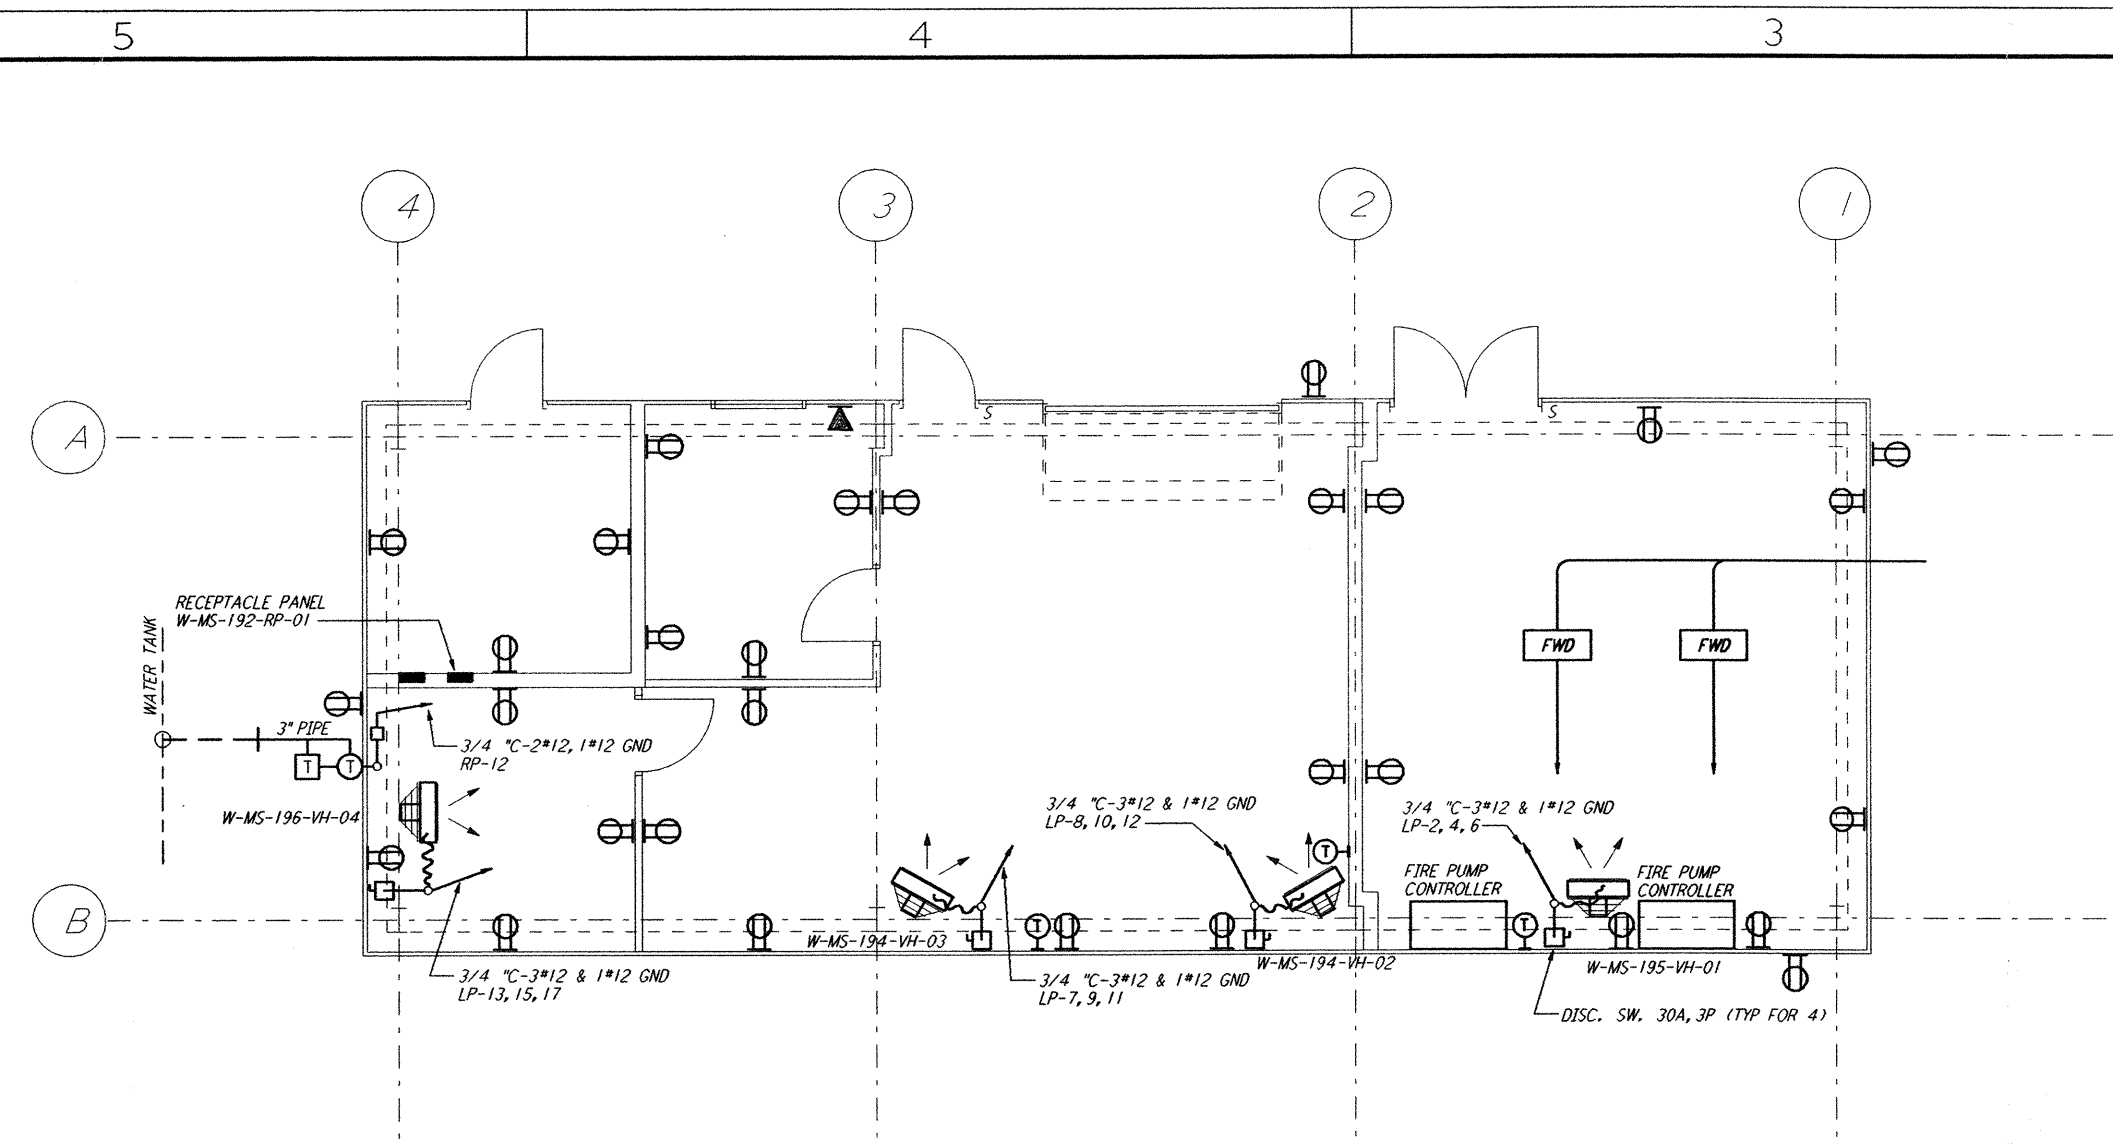 5
4
3
4
3
2
1
A
S
S
RECEPTACLE PANEL
W-MS-192-RP-01
WATER TANK
FWD
FWD
3" PIPE
T
T
3/4 "C-2#12, 1#12 GND
RP-12
W-MS-196-VH-04
3/4 "C-3#12 & 1#12 GND
LP-8, 10, 12
T
3/4 "C-3#12 & 1#12 GND
LP-2, 4, 6
FIRE PUMP
CONTROLLER
FIRE PUMP
CONTROLLER
B
T
T
W-MS-194-VH-03
W-MS-194-VH-02
W-MS-195-VH-01
3/4 "C-3#12 & 1#12 GND
LP-13, 15, 17
3/4 "C-3#12 & 1#12 GND
LP-7, 9, 11
DISC. SW. 30A, 3P (TYP FOR 4)